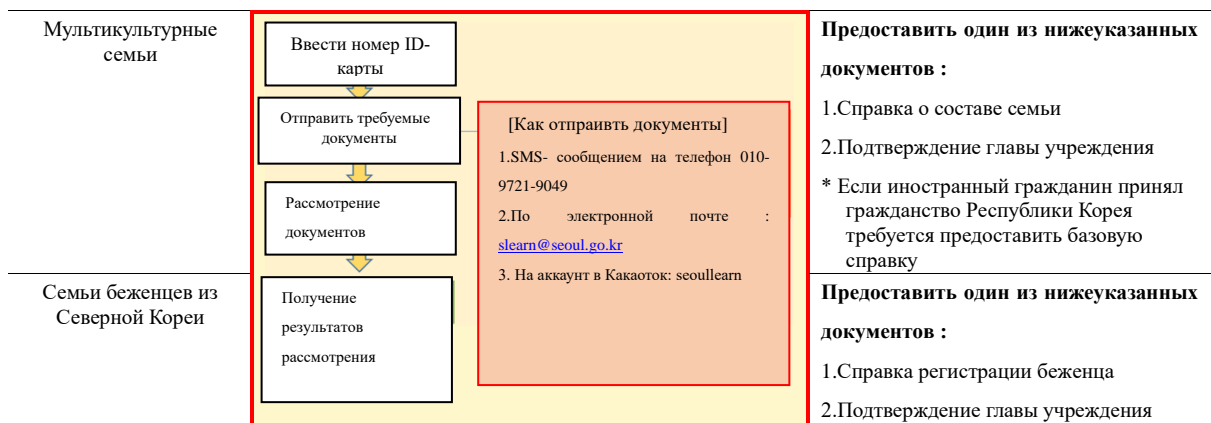 Мультикультурные
семьи
Ввести номер ID-
карты
Отправить требуемые
документы
Рассмотрение
документов
Получение
результатов
рассмотрения
[Как отпраивть документы]
1.SMS- сообщением на телефон 010-
9721-9049
2.По электронной почте :
slearn@seoul.go.kr
3. На аккаунт в Какаоток: seoullearn
Предоставить один из нижеуказанных
документов :
1.Справка о составе семьи
2.Подтверждение главы учреждения
* Если иностранный гражданин принял
гражданство Республики Корея
требуется предоставить базовую
справку
Семьи беженцев из
Северной Кореи
Предоставить один из нижеуказанных
документов :
1.Справка регистрации беженца
2.Подтверждение главы учреждения